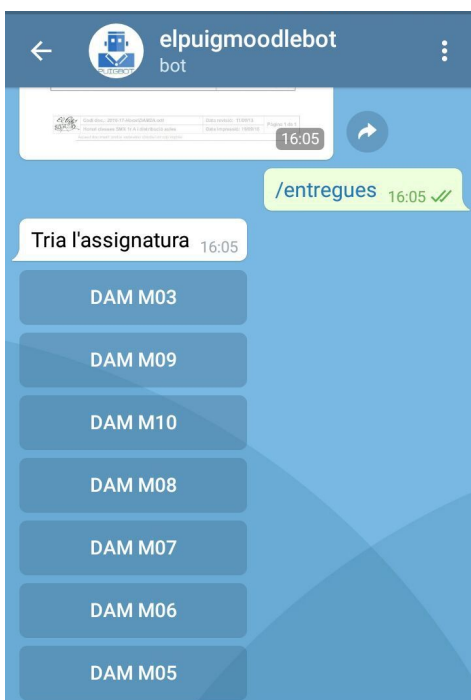 elpuigmoodlebot
bot
PUIGBOT
16:05
/entregues 16:05
Tria l'assignatura 16:05
DAM M03
DAM M09
DAM M10
DAM M08
DAM M07
DAM M06
DAM M05